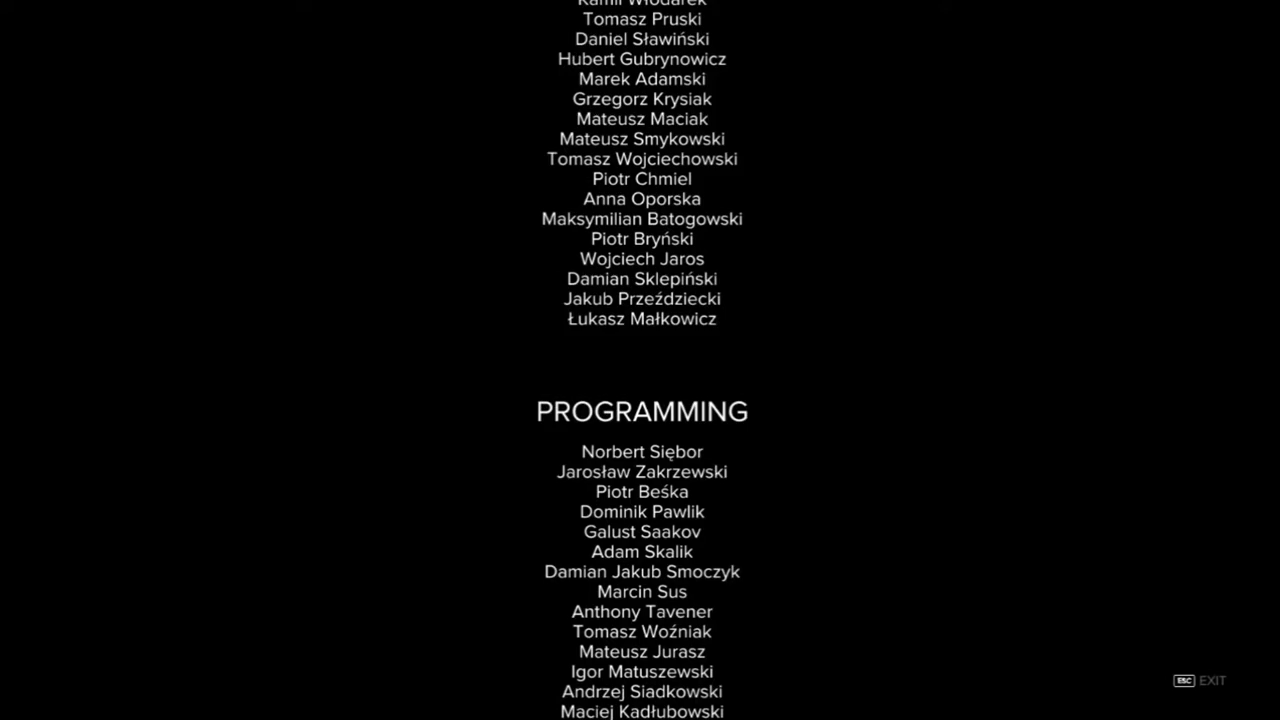 Kamil Włodarek
Tomasz Pruski
Daniel Sławiński
Hubert Gubrynowicz
Marek Adamski
Grzegorz Krysiak
Mateusz Maciak
Mateusz Smykowski
Tomasz Wojciechowski
Piotr Chmiel
Anna Oporska
Maksymilian Batogowski
Piotr Bryński
Wojciech Jaros
Damian Sklepiński
Jakub Przeździecki
Łukasz Małkowicz
PROGRAMMING
Norbert Siębor
Jarosław Zakrzewski
Piotr Beśka
Dominik Pawlik
Galust Saakov
Adam Skalik
Damian Jakub Smoczyk
Marcin Sus
Anthony Tavener
Tomasz Woźniak
Mateusz Jurasz
Igor Matuszewski
Andrzej Siadkowski
Maciej Kadłubowski
ESC EXIT